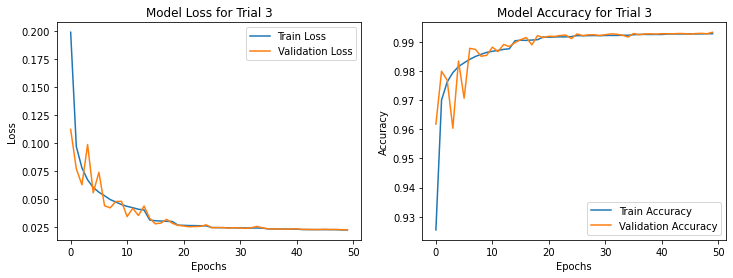 Model Loss for Trial 3
0.200
0.175
0.150
0.125
0.100
0.075
0.050
0.025
Loss
Train Loss
Validation Loss
0 10 20 30 40 50
Epochs
Model Accuracy for Trial 3
0.99
0.98
0.97
0.96
0.95
0.94
0.93
Accuracy
Train Accuracy
Validation Accuracy
0 10 20 30 40 50
Epochs